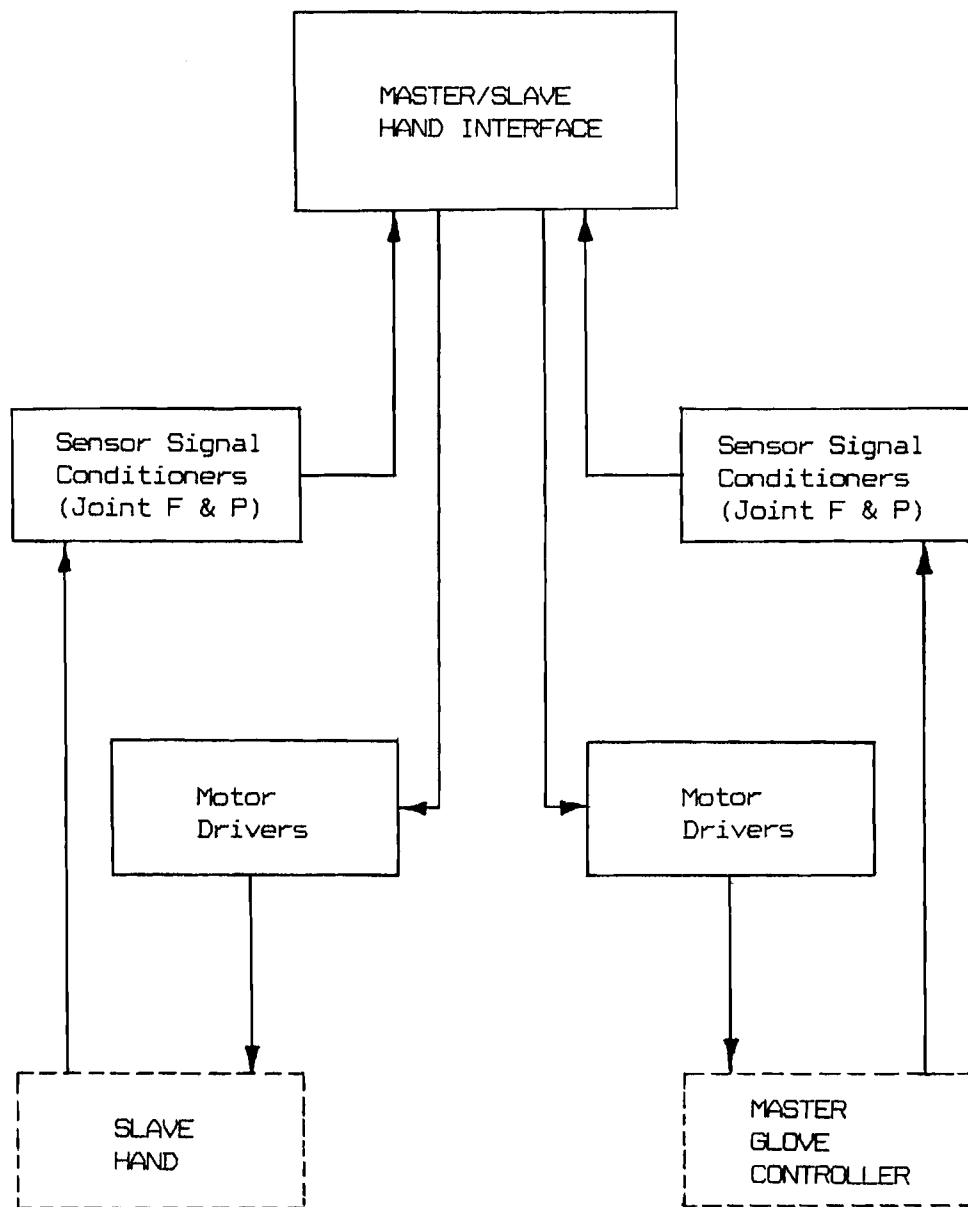 MASTER/SLAVE
HAND INTERFACE
Sensor Signal
Conditioners
(Joint F & P)
Sensor Signal
Conditioners
(Joint F & P)
Motor
Drivers
Motor
Drivers
SLAVE
HAND
MASTER
GLOVE
CONTROLLER